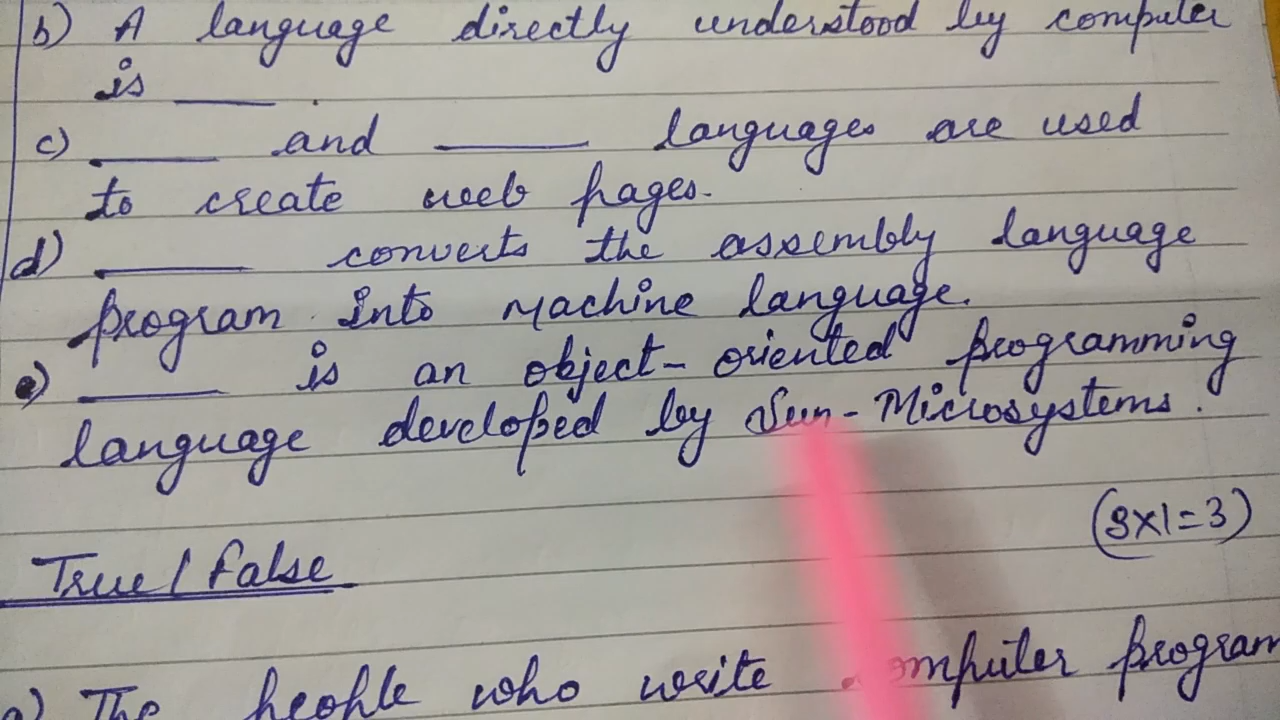 b) A language directly understood by computer
is ____ .
c) ____ and ____ languages are used
to create web pages.
d) ____ converts the assembly language
program into Machine language.
e) ____ is an object-oriented programming
language developed by Sun-Microsystems.
(3x1=3)
True/False
a) The people who write computer program